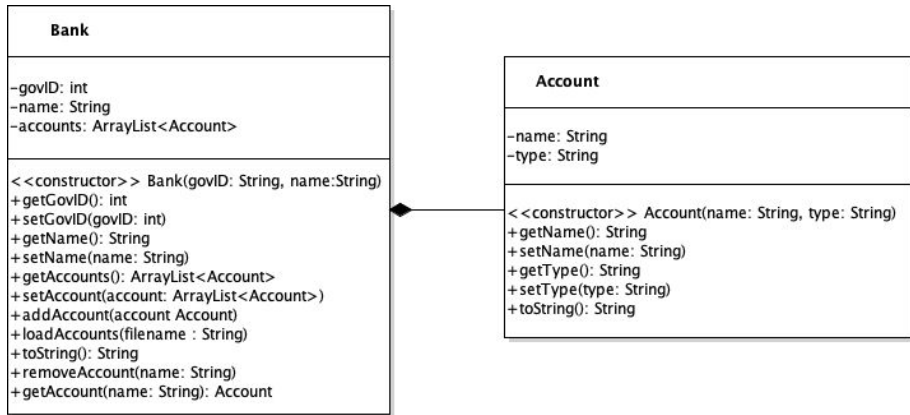 Bank
-govID: int
-name: String
-accounts: ArrayList<Account>
<<constructor>> Bank(govID: String, name:String)
+getGovID(): int
+setGovID(govID: int)
+getName(): String
+setName(name: String)
+getAccounts(): ArrayList<Account>
+setAccount(account: ArrayList<Account>)
+addAccount(account Account)
+loadAccounts(filename : String)
+toString(): String
+removeAccount(name: String)
+getAccount(name: String): Account
Account
-name: String
-type: String
<<constructor>> Account(name: String, type: String)
+getName(): String
+setName(name: String)
+getType(): String
+setType(type: String)
+toString(): String